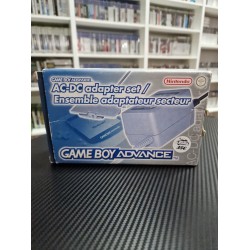 GAME BOY ADVANCE
Nintendo
AC-DC adapter set /
Ensemble adaptateur secteur
GAME BOY ADVANCE